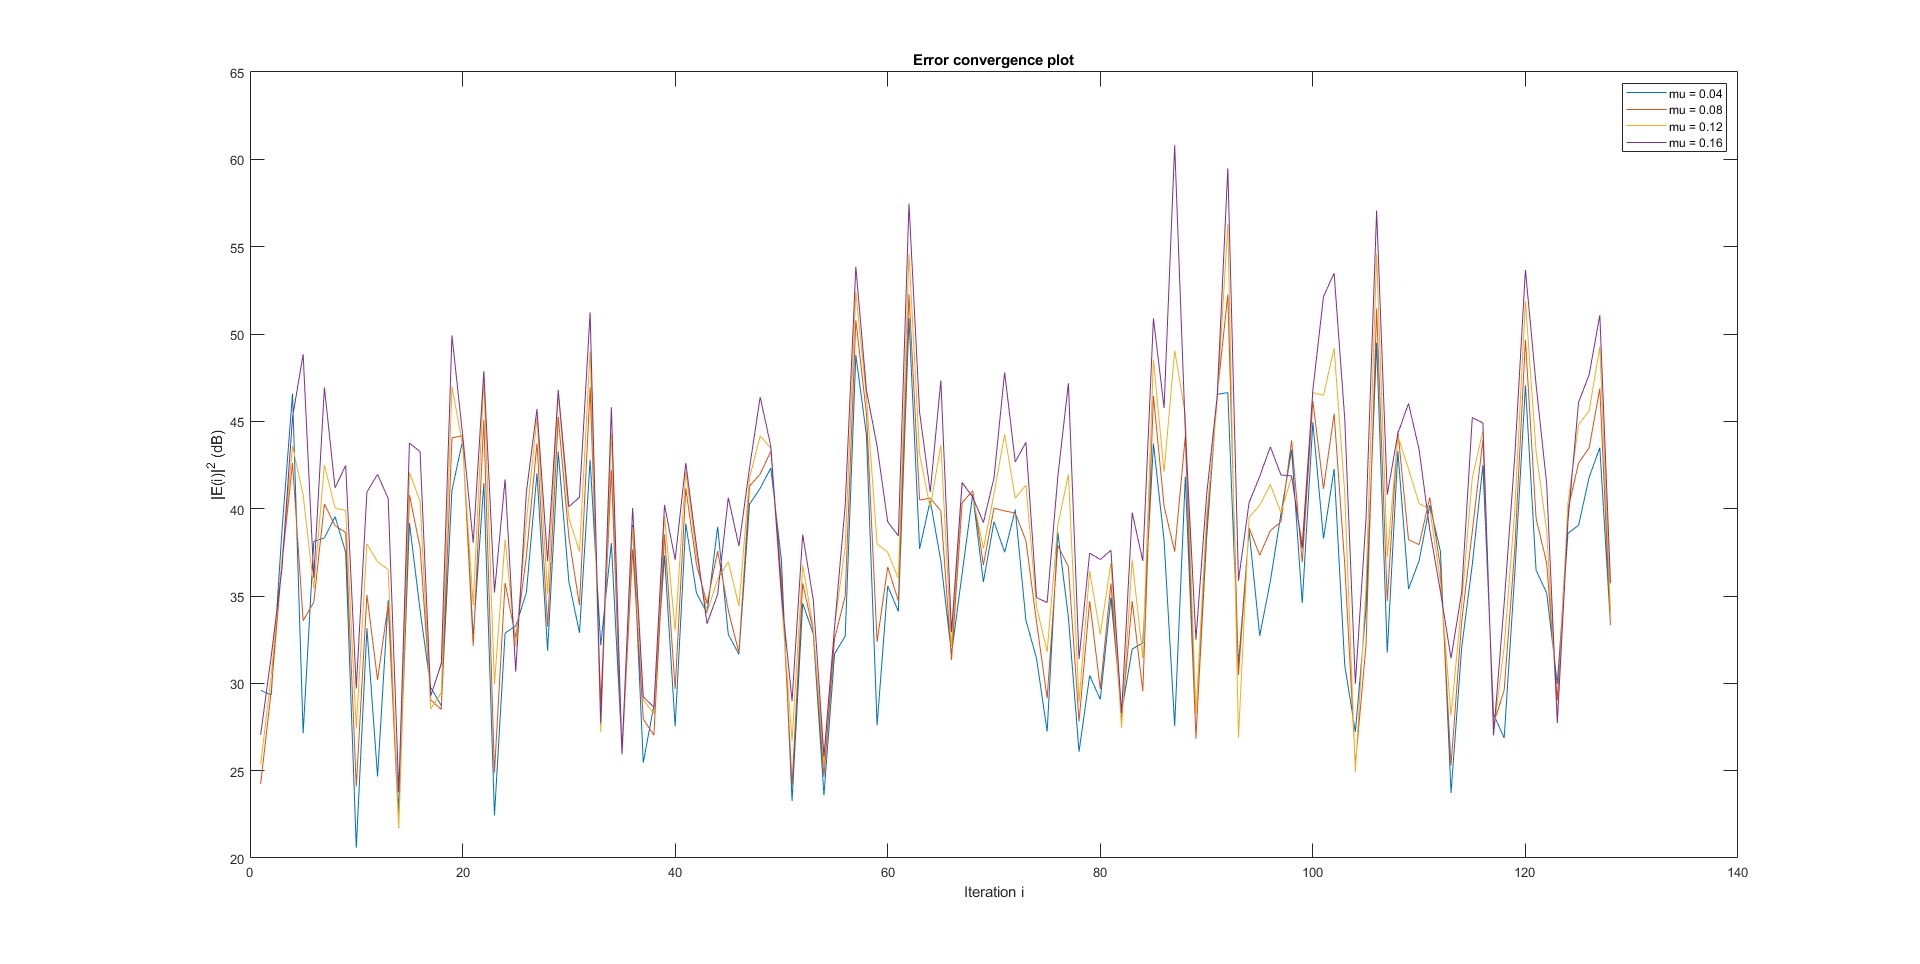 Error convergence plot
65
60
55
50
45
40
35
30
25
20
|E(i)|² (dB)
mu = 0.04
mu = 0.08
mu = 0.12
mu = 0.16
0 20 40 60 80 100 120 140
Iteration i